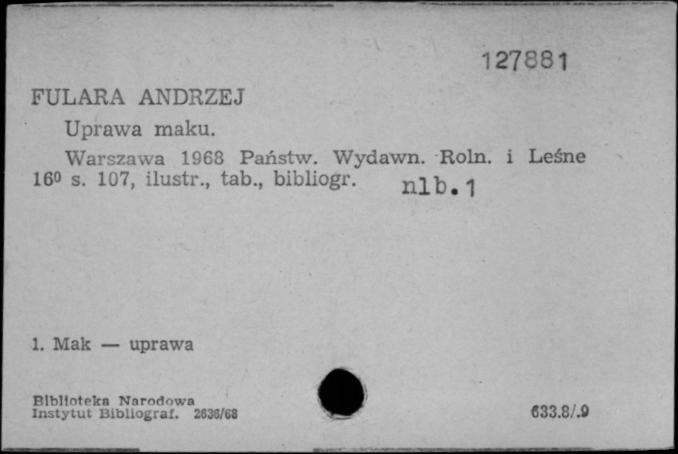 127881
FULARA ANDRZEJ
Uprawa maku.
Warszawa 1968 Państw. Wydawn. Roln. i Leśne
16⁰ s. 107, ilustr., tab., bibliogr. nlb.1
1. Mak — uprawa
Biblioteka Narodowa
Instytut Bibliograf. 2636/68
633.8/.9